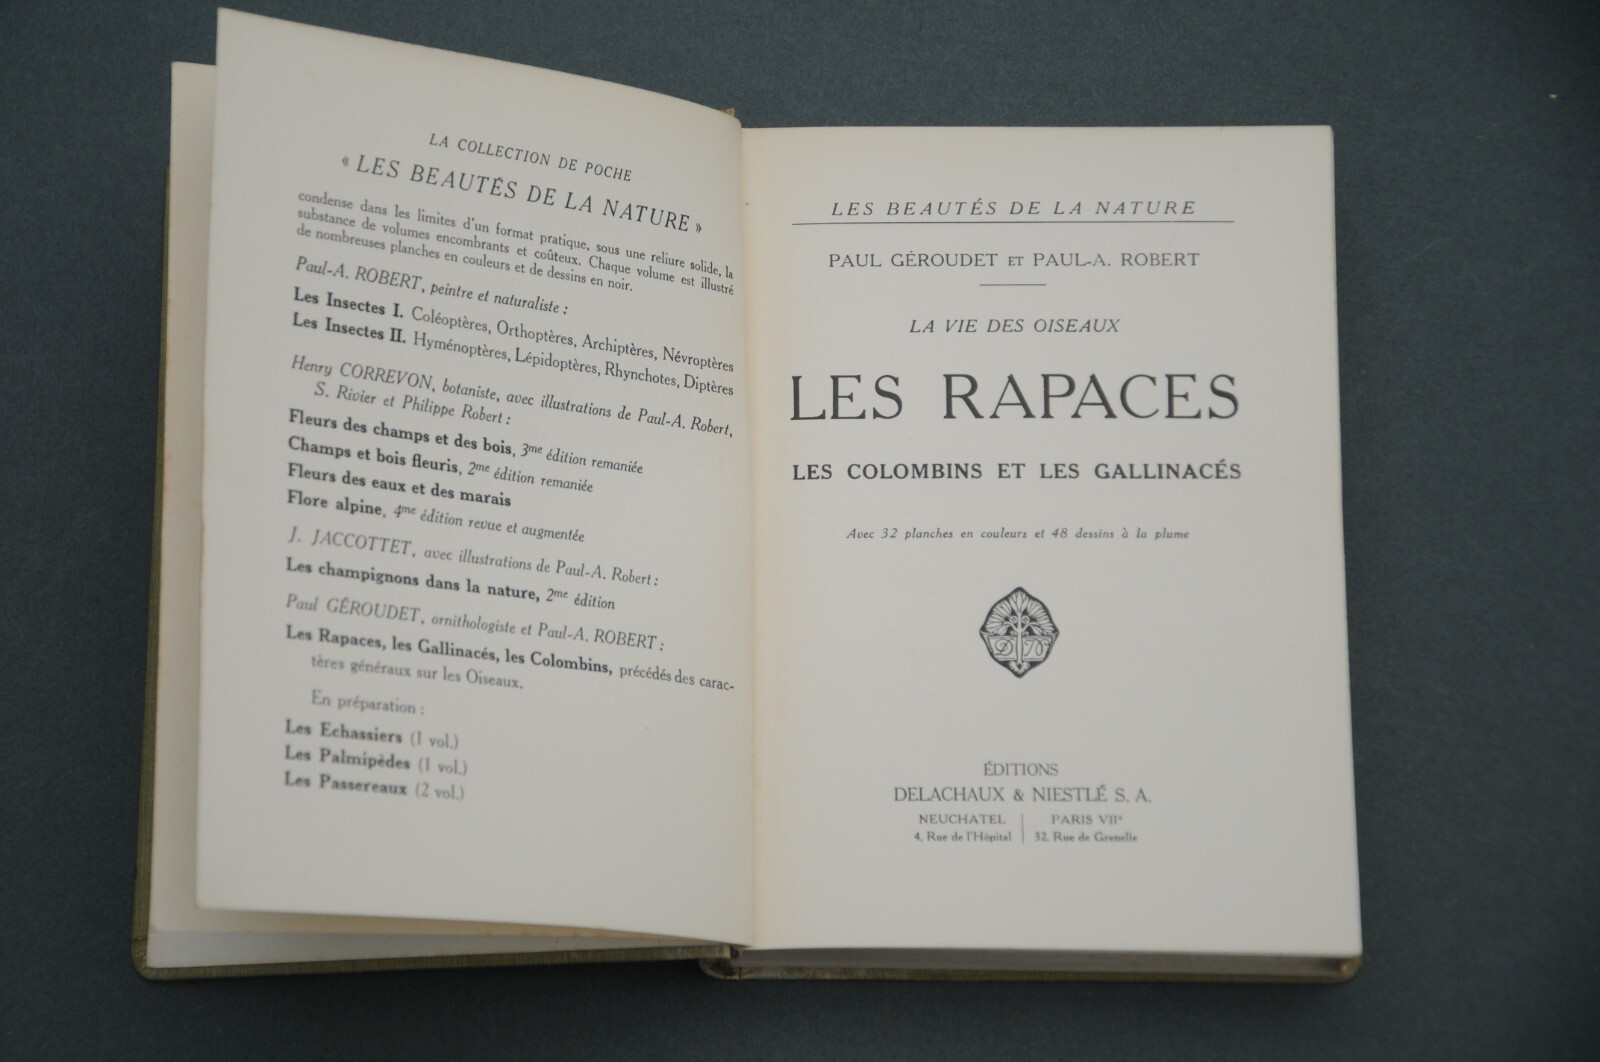 LA COLLECTION DE POCHE
« LES BEAUTÉS DE LA NATURE »
condense dans les limites d'un format pratique, sous une reliure solide, la
substance de volumes encombrants et coûteux. Chaque volume est illustré
de nombreuses planches en couleurs et de dessins en noir.
Paul-A. ROBERT, peintre et naturaliste :
Les Insectes I. Coléoptères, Orthoptères, Archiptères, Névroptères
Les Insectes II. Hyménoptères, Lépidoptères, Rhynchotes, Diptères
Henry CORREVON, botaniste, avec illustrations de Paul-A. Robert,
S. Rivier et Philippe Robert :
Fleurs des champs et des bois, 3me édition remaniée
Champs et bois fleuris, 2me édition remaniée
Fleurs des eaux et des marais
Flore alpine, 4me édition revue et augmentée
J. JACCOTTET, avec illustrations de Paul-A. Robert :
Les champignons dans la nature, 2me édition
Paul GÉROUDET, ornithologiste et Paul-A. ROBERT :
Les Rapaces, les Gallinacés, les Colombins, précédés des carac-
tères généraux sur les Oiseaux.
En préparation :
Les Echassiers (1 vol.)
Les Palmipèdes (1 vol.)
Les Passereaux (2 vol.)
LES BEAUTÉS DE LA NATURE
PAUL GÉROUDET ET PAUL-A. ROBERT
LA VIE DES OISEAUX
LES RAPACES
LES COLOMBINS ET LES GALLINACÉS
Avec 32 planches en couleurs et 48 dessins à la plume
D N
ÉDITIONS
DELACHAUX & NIESTLÉ S. A.
NEUCHATEL
4, Rue de l'Hôpital
PARIS VIIe
32, Rue de Grenelle